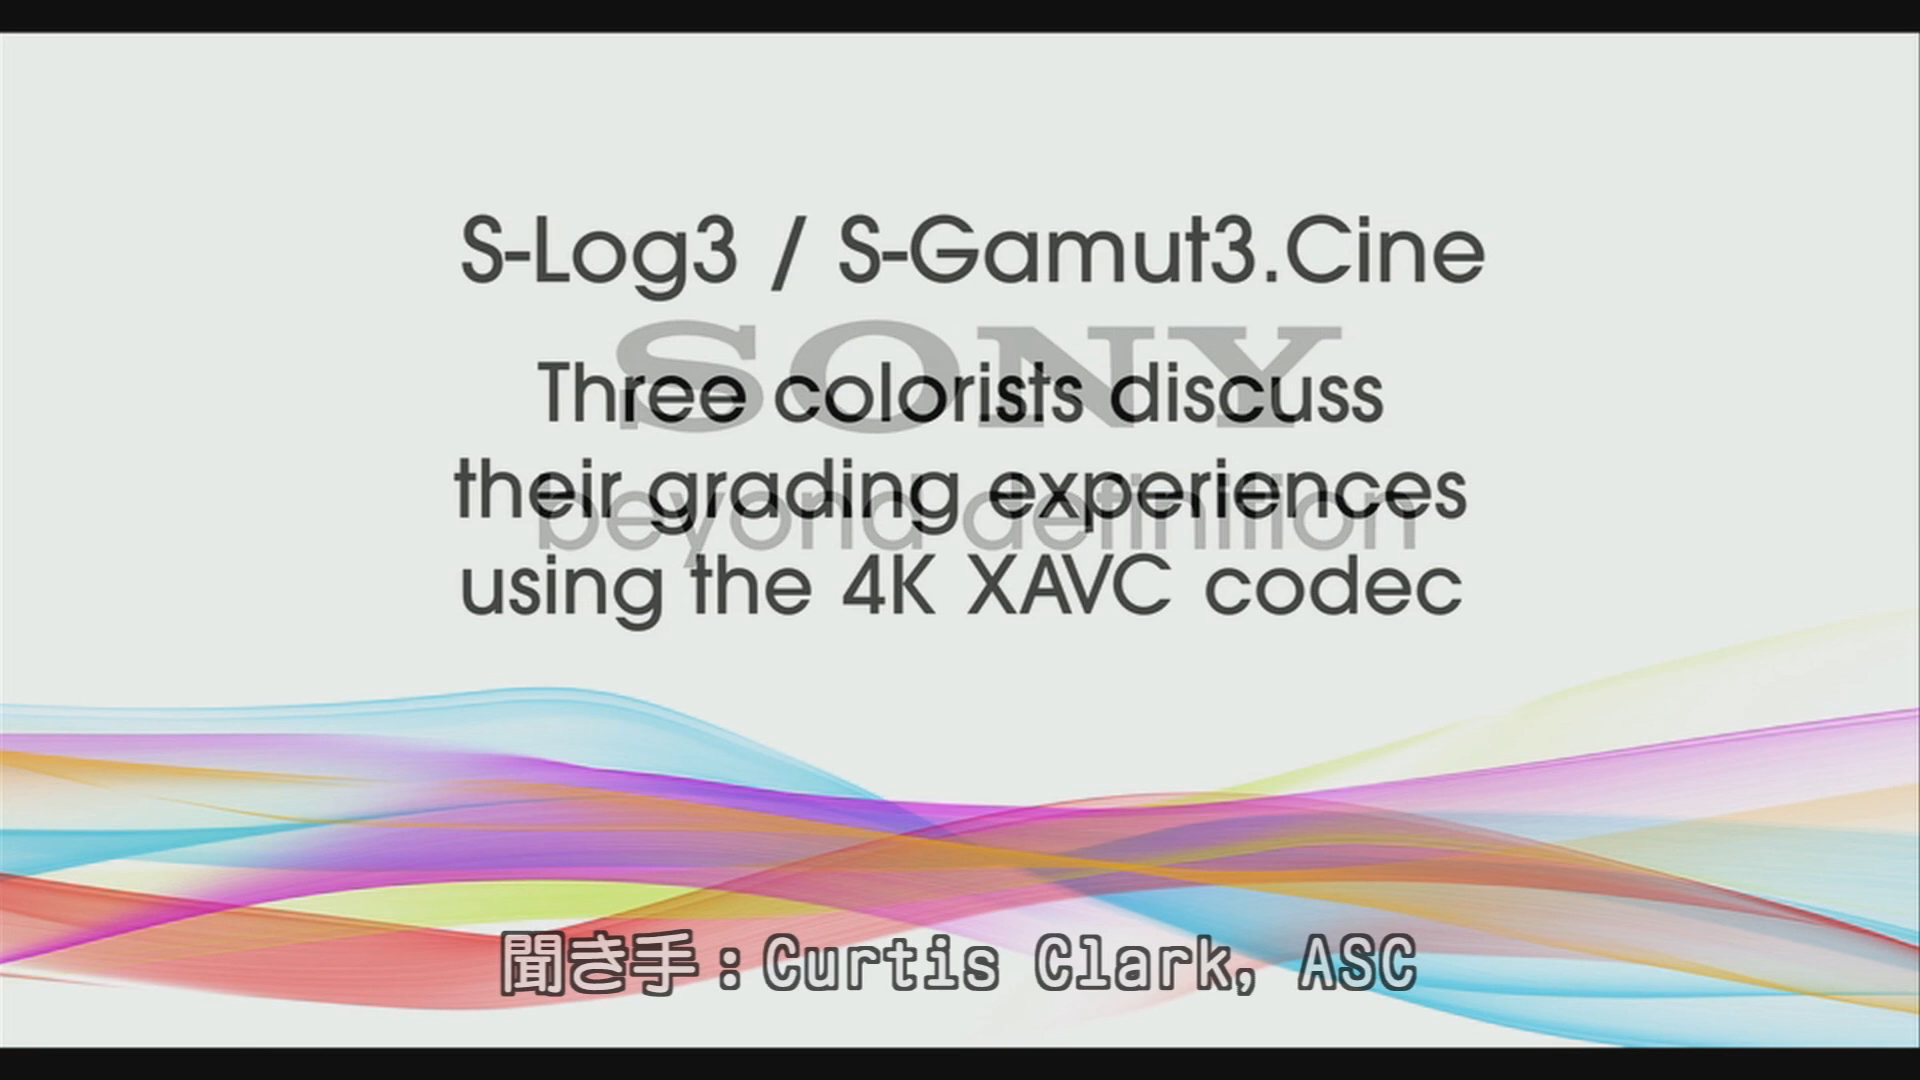 S-Log3 / S-Gamut3.Cine
SONY
Three colorists discuss
their grading experiences
beyond definition
using the 4K XAVC codec
聞き手：Curtis Clark, ASC